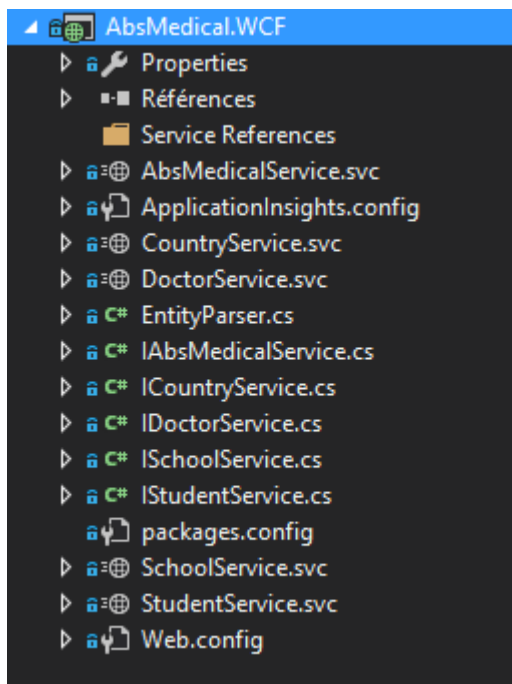 AbsMedical.WCF
Properties
Références
Service References
AbsMedicalService.svc
ApplicationInsights.config
CountryService.svc
DoctorService.svc
C# EntityParser.cs
C# IAbsMedicalService.cs
C# ICountryService.cs
C# IDoctorService.cs
C# ISchoolService.cs
C# IStudentService.cs
packages.config
SchoolService.svc
StudentService.svc
Web.config